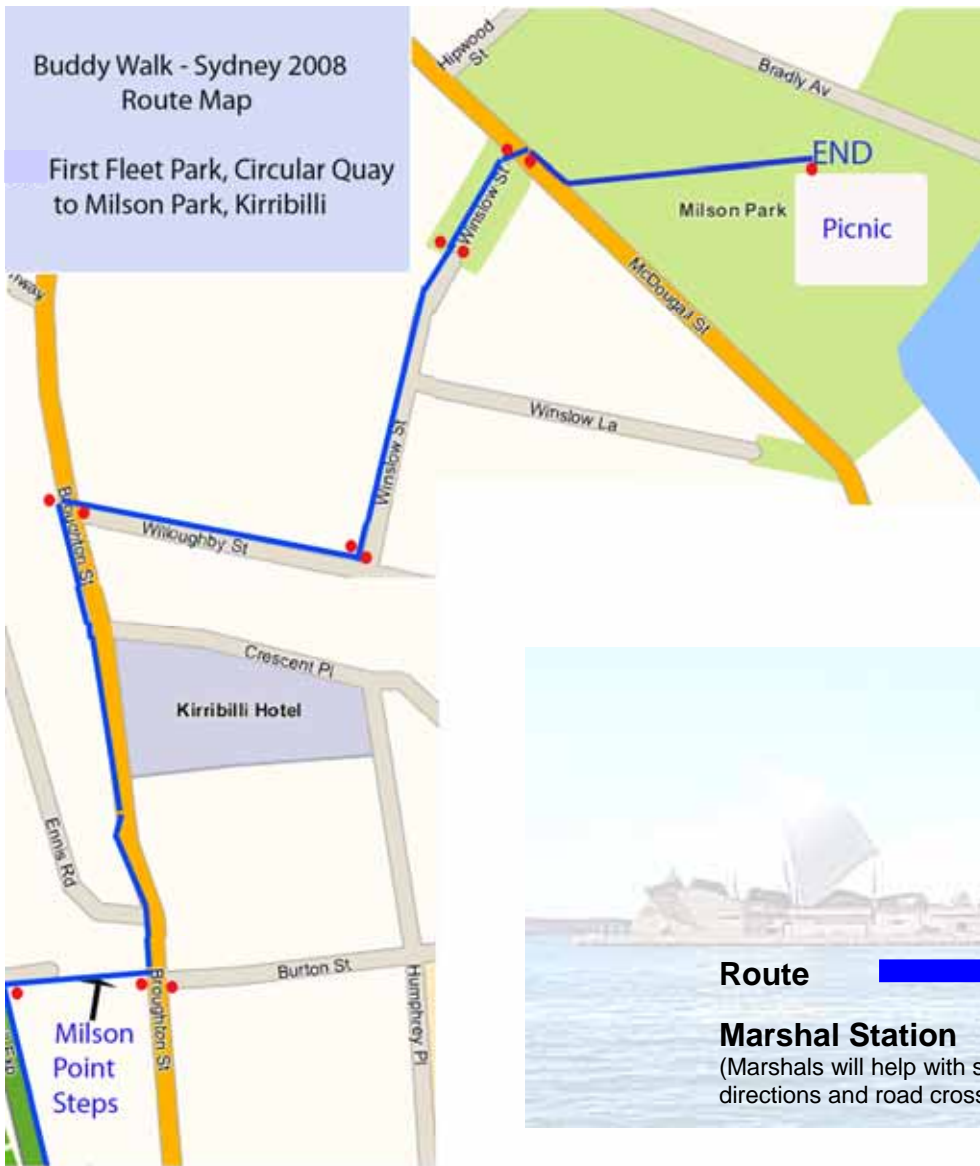 Buddy Walk - Sydney 2008
Route Map
First Fleet Park, Circular Quay
to Milson Park, Kirribilli
Hipwood
St
Bradly Av
END
Milson Park
Picnic
Winslow St
McDougall St
Winslow La
Winslow St
Broughton St
Willoughby St
Crescent Pl
Kirribilli Hotel
Ennis Rd
Burton St
Broughton St
Humphrey Pl
Milson
Point
Steps
Route
Marshal Station
(Marshals will help with
directions and road